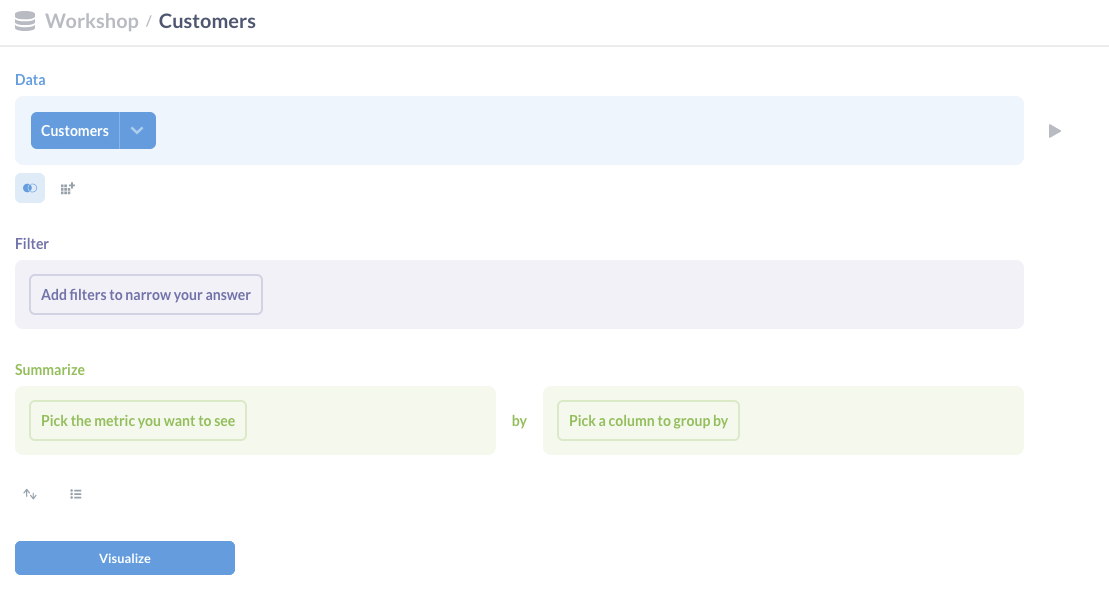 Workshop / Customers
Data
Customers
Filter
Add filters to narrow your answer
Summarize
Pick the metric you want to see by Pick a column to group by
Visualize